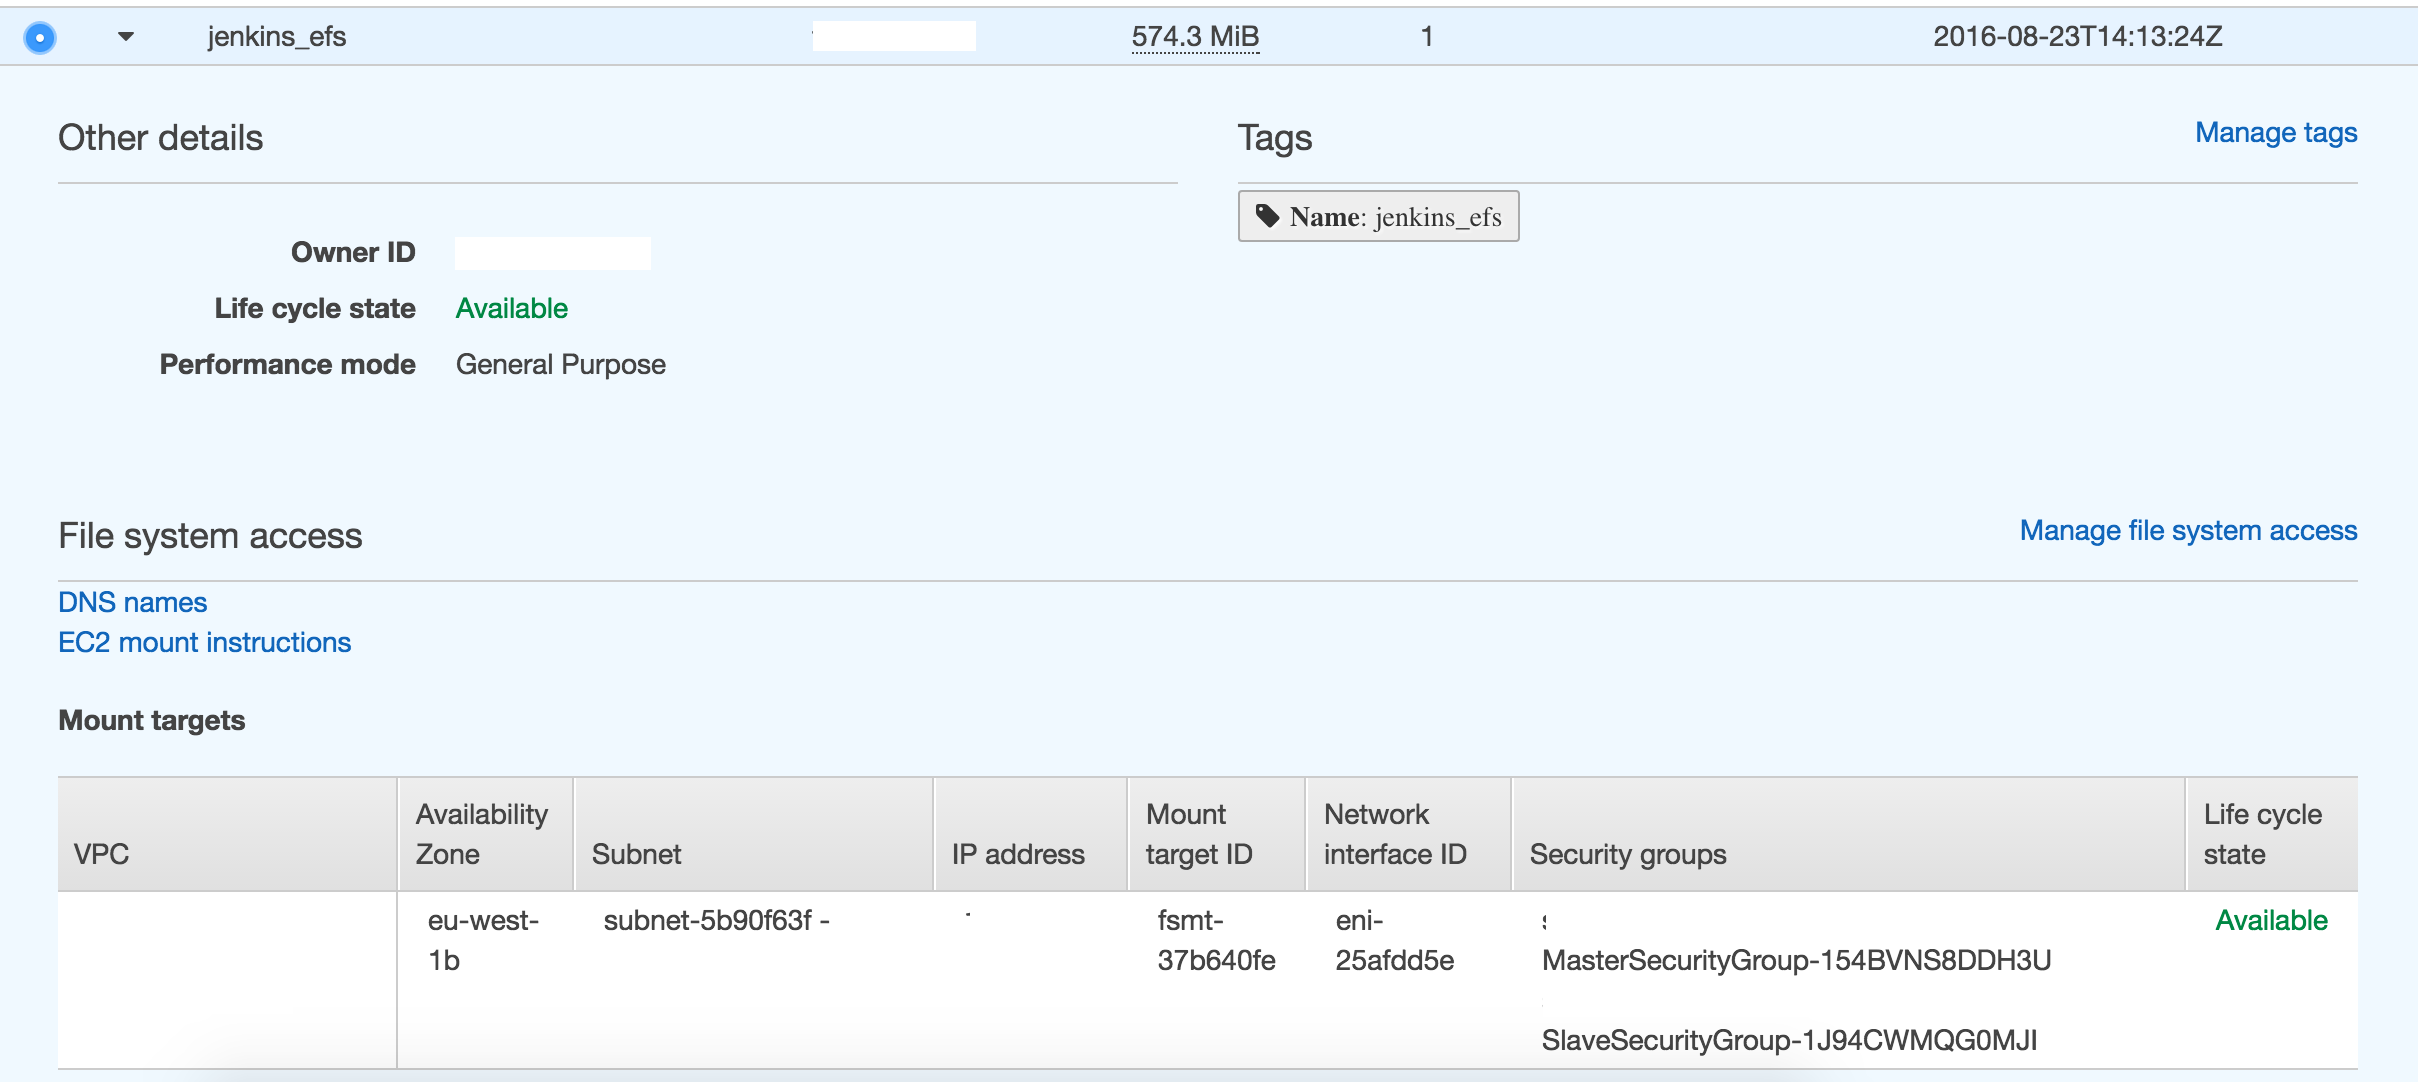 jenkins_efs 574.3 MiB 1 2016-08-23T14:13:24Z
Other details
Tags
Manage tags
Name: jenkins_efs
Owner ID
Life cycle state Available
Performance mode General Purpose
File system access
Manage file system access
DNS names
EC2 mount instructions
Mount targets
VPC
Availability
Zone
Subnet
IP address
Mount
target ID
Network
interface ID
Security groups
Life cycle
state
eu-west-
1b
subnet-5b90f63f -
fsmt-
37b640fe
eni-
25afdd5e
MasterSecurityGroup-154BVNS8DDH3U
SlaveSecurityGroup-1J94CWMQG0MJI
Available